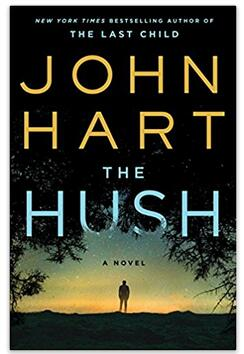 NEW YORK TIMES BESTSELLING AUTHOR OF
THE LAST CHILD
JOHN
HART
THE
HUSH
A NOVEL